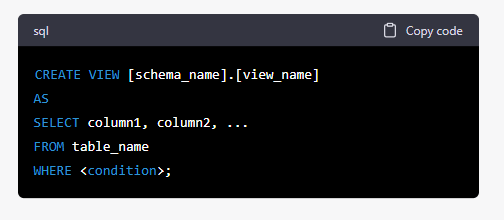 sql Copy code
CREATE VIEW [schema_name].[view_name]
AS
SELECT column1, column2, ...
FROM table_name
WHERE <condition>;